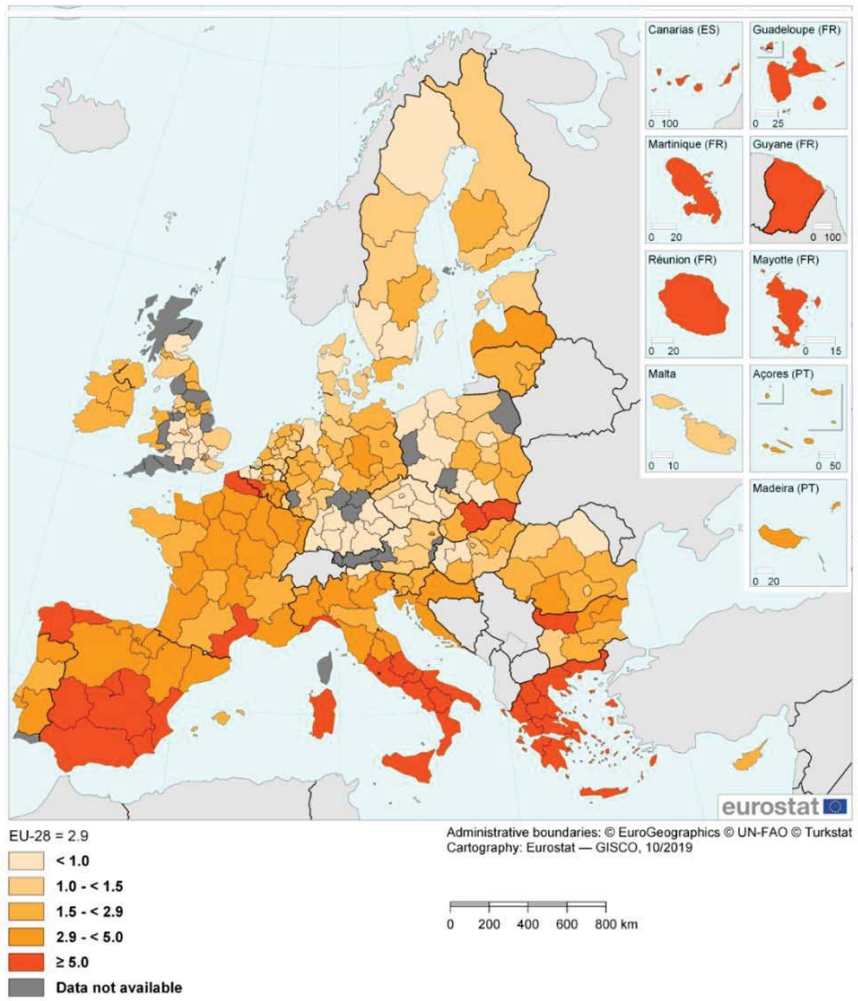 Canarias (ES)
0 100
Guadeloupe (FR)
0 25
Martinique (FR)
0 20
Guyane (FR)
0 100
Réunion (FR)
0 20
Mayotte (FR)
0 15
Malta
0 10
Açores (PT)
0 50
Madeira (PT)
0 20
eurostat
EU-28 = 2.9
< 1.0
1.0 - < 1.5
1.5 - < 2.9
2.9 - < 5.0
≥ 5.0
Data not available
Administrative boundaries: © EuroGeographics © UN-FAO © Turkstat
Cartography: Eurostat — GISCO, 10/2019
0 200 400 600 800 km